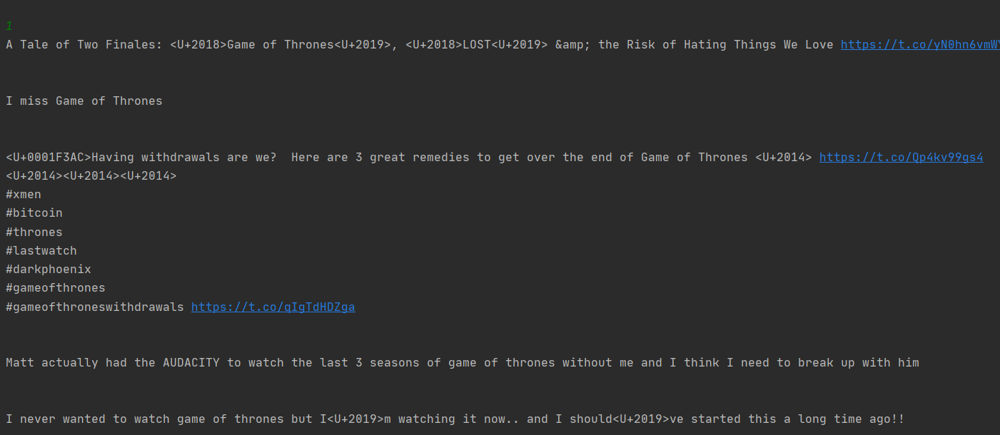 1
A Tale of Two Finales: <U+2018>Game of Thrones<U+2019>, <U+2018>LOST<U+2019> &amp; the Risk of Hating Things We Love https://t.co/yN0hn6vmWY
I miss Game of Thrones
<U+0001F3AC>Having withdrawals are we?  Here are 3 great remedies to get over the end of Game of Thrones <U+2014> https://t.co/Qp4kv99gs4
<U+2014><U+2014><U+2014>
#xmen
#bitcoin
#thrones
#lastwatch
#darkphoenix
#gameofthrones
#gameofthroneswithdrawals https://t.co/qIgTdHDZga
Matt actually had the AUDACITY to watch the last 3 seasons of game of thrones without me and I think I need to break up with him
I never wanted to watch game of thrones but I<U+2019>m watching it now.. and I should<U+2019>ve started this a long time ago!!